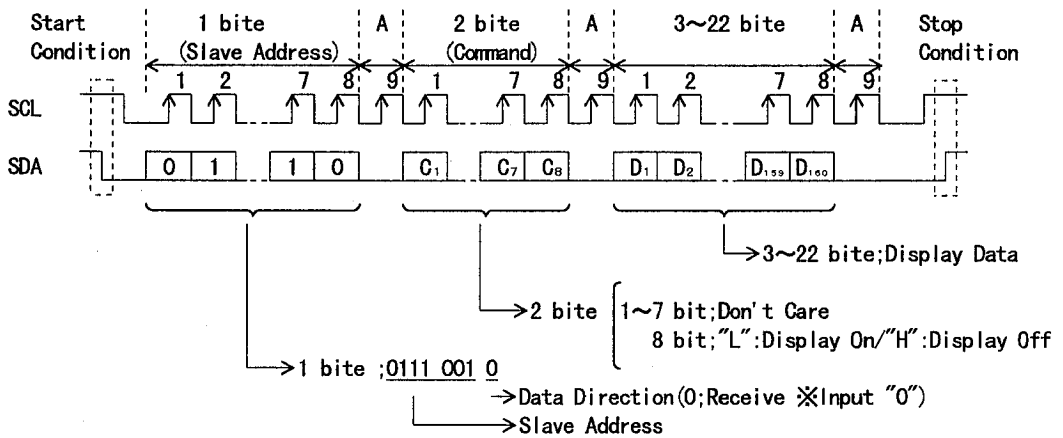 Start Condition
1 bite
(Slave Address)
A
2 bite
(Command)
A
3～22 bite
A
Stop Condition
1 2 7 8 9 1 7 8 9 1 2 7 8 9
SCL
SDA
0 1 1 0 C₁ C₇ C₈ D₁ D₂ D₁₅₉ D₁₆₀
3～22 bite;Display Data
2 bite
1～7 bit;Don't Care
8 bit;"L":Display On/"H":Display Off
1 bite ;0111 001 0
Data Direction(0;Receive ※Input "0")
Slave Address